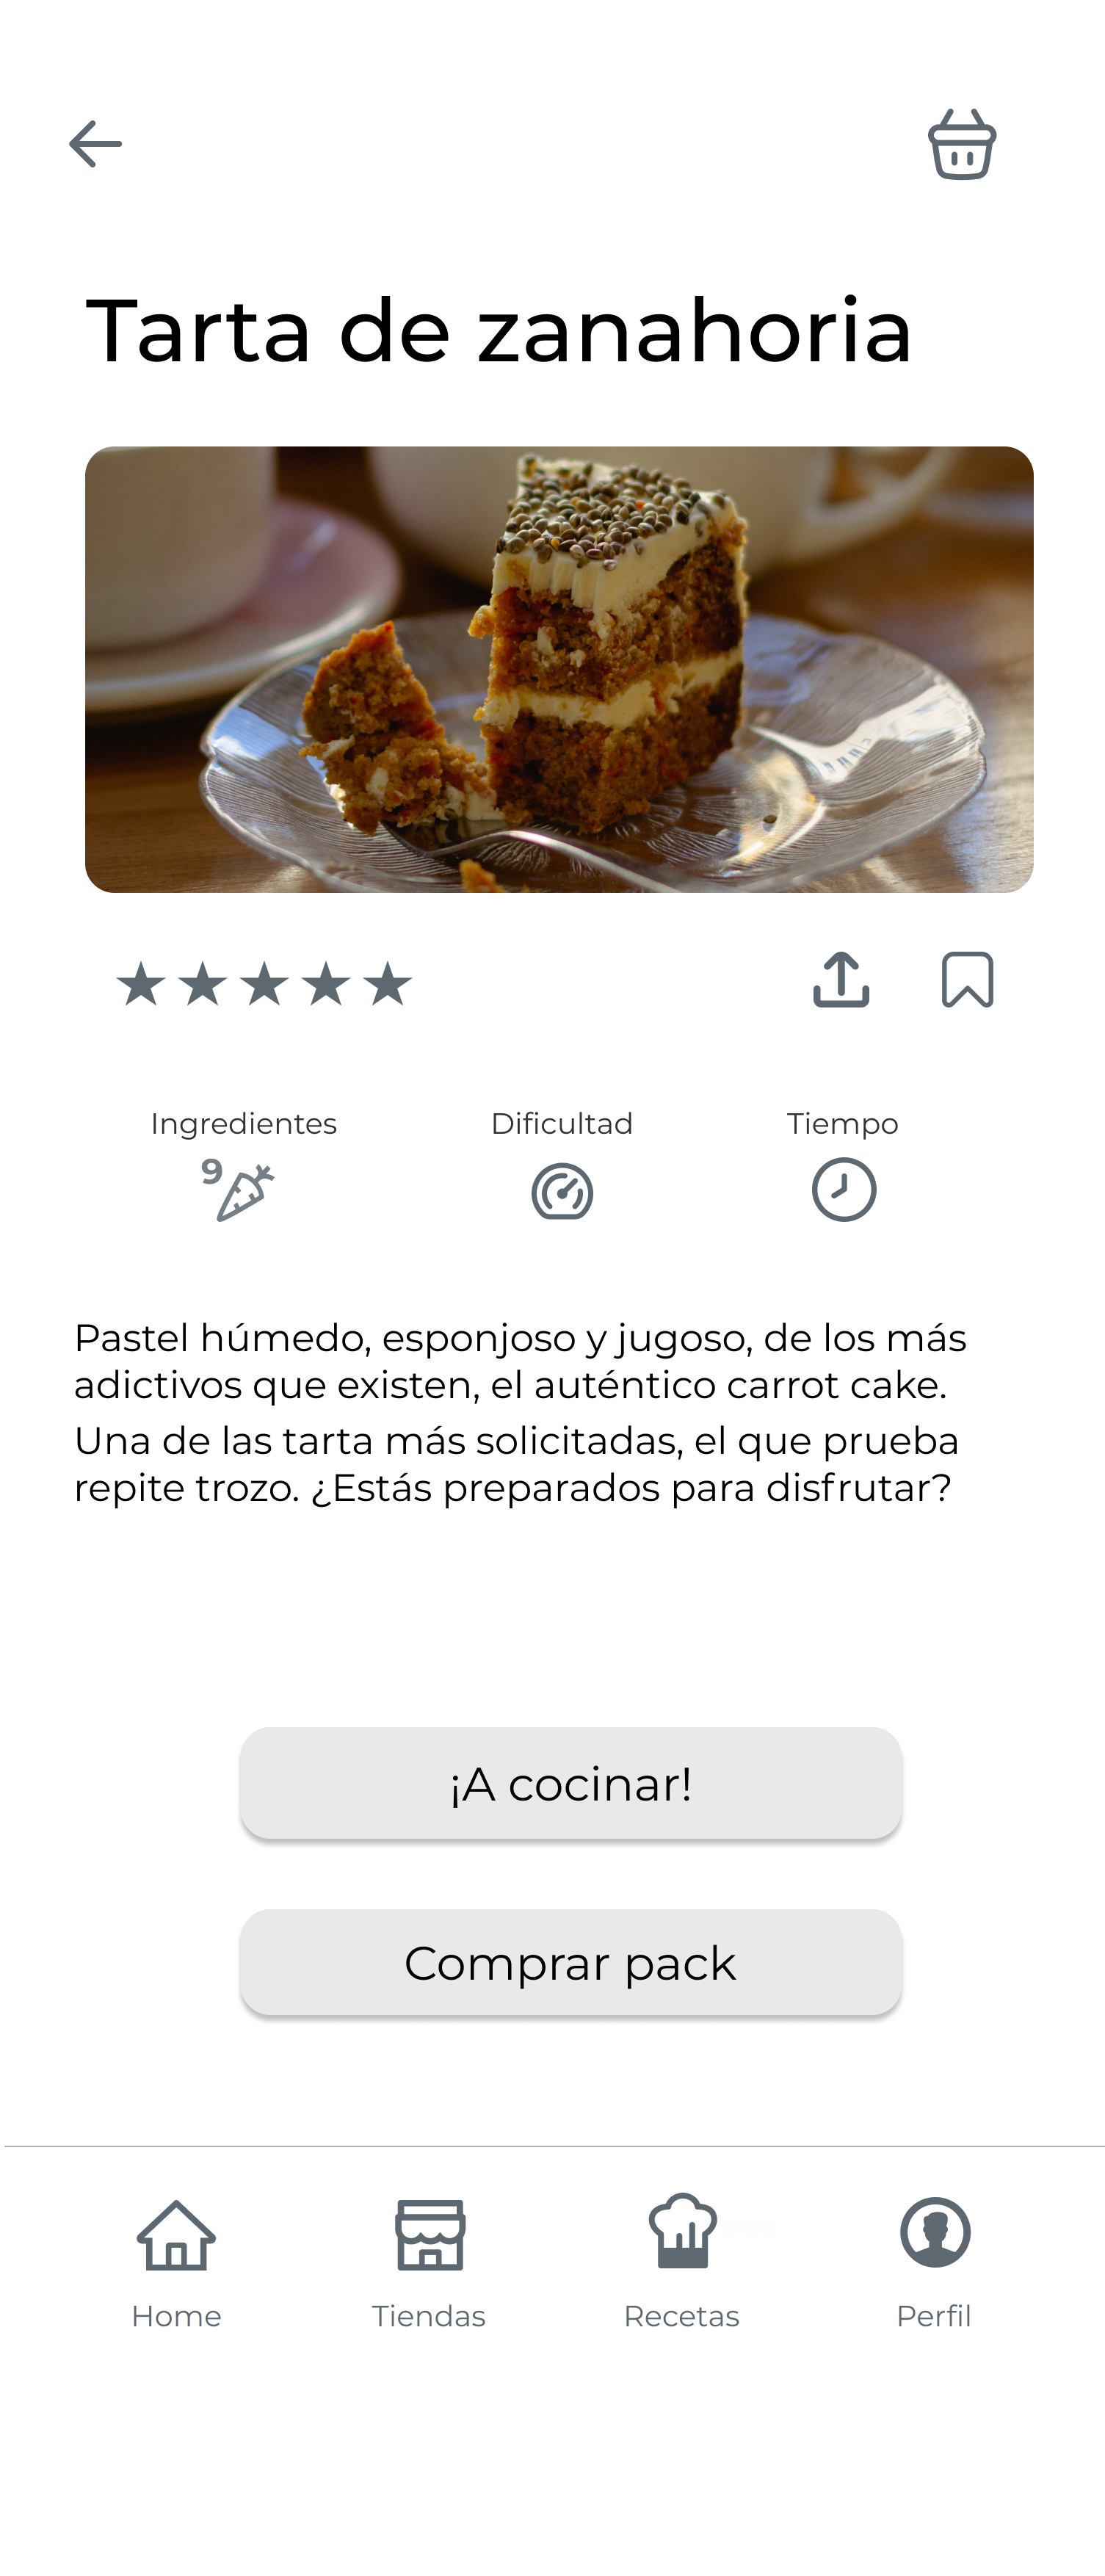 Tarta de zanahoria
Ingredientes
Dificultad
Tiempo
9
Pastel húmedo, esponjoso y jugoso, de los más
adictivos que existen, el auténtico carrot cake.
Una de las tarta más solicitadas, el que prueba
repite trozo. ¿Estás preparados para disfrutar?
¡A cocinar!
Comprar pack
Home
Tiendas
Recetas
Perfil